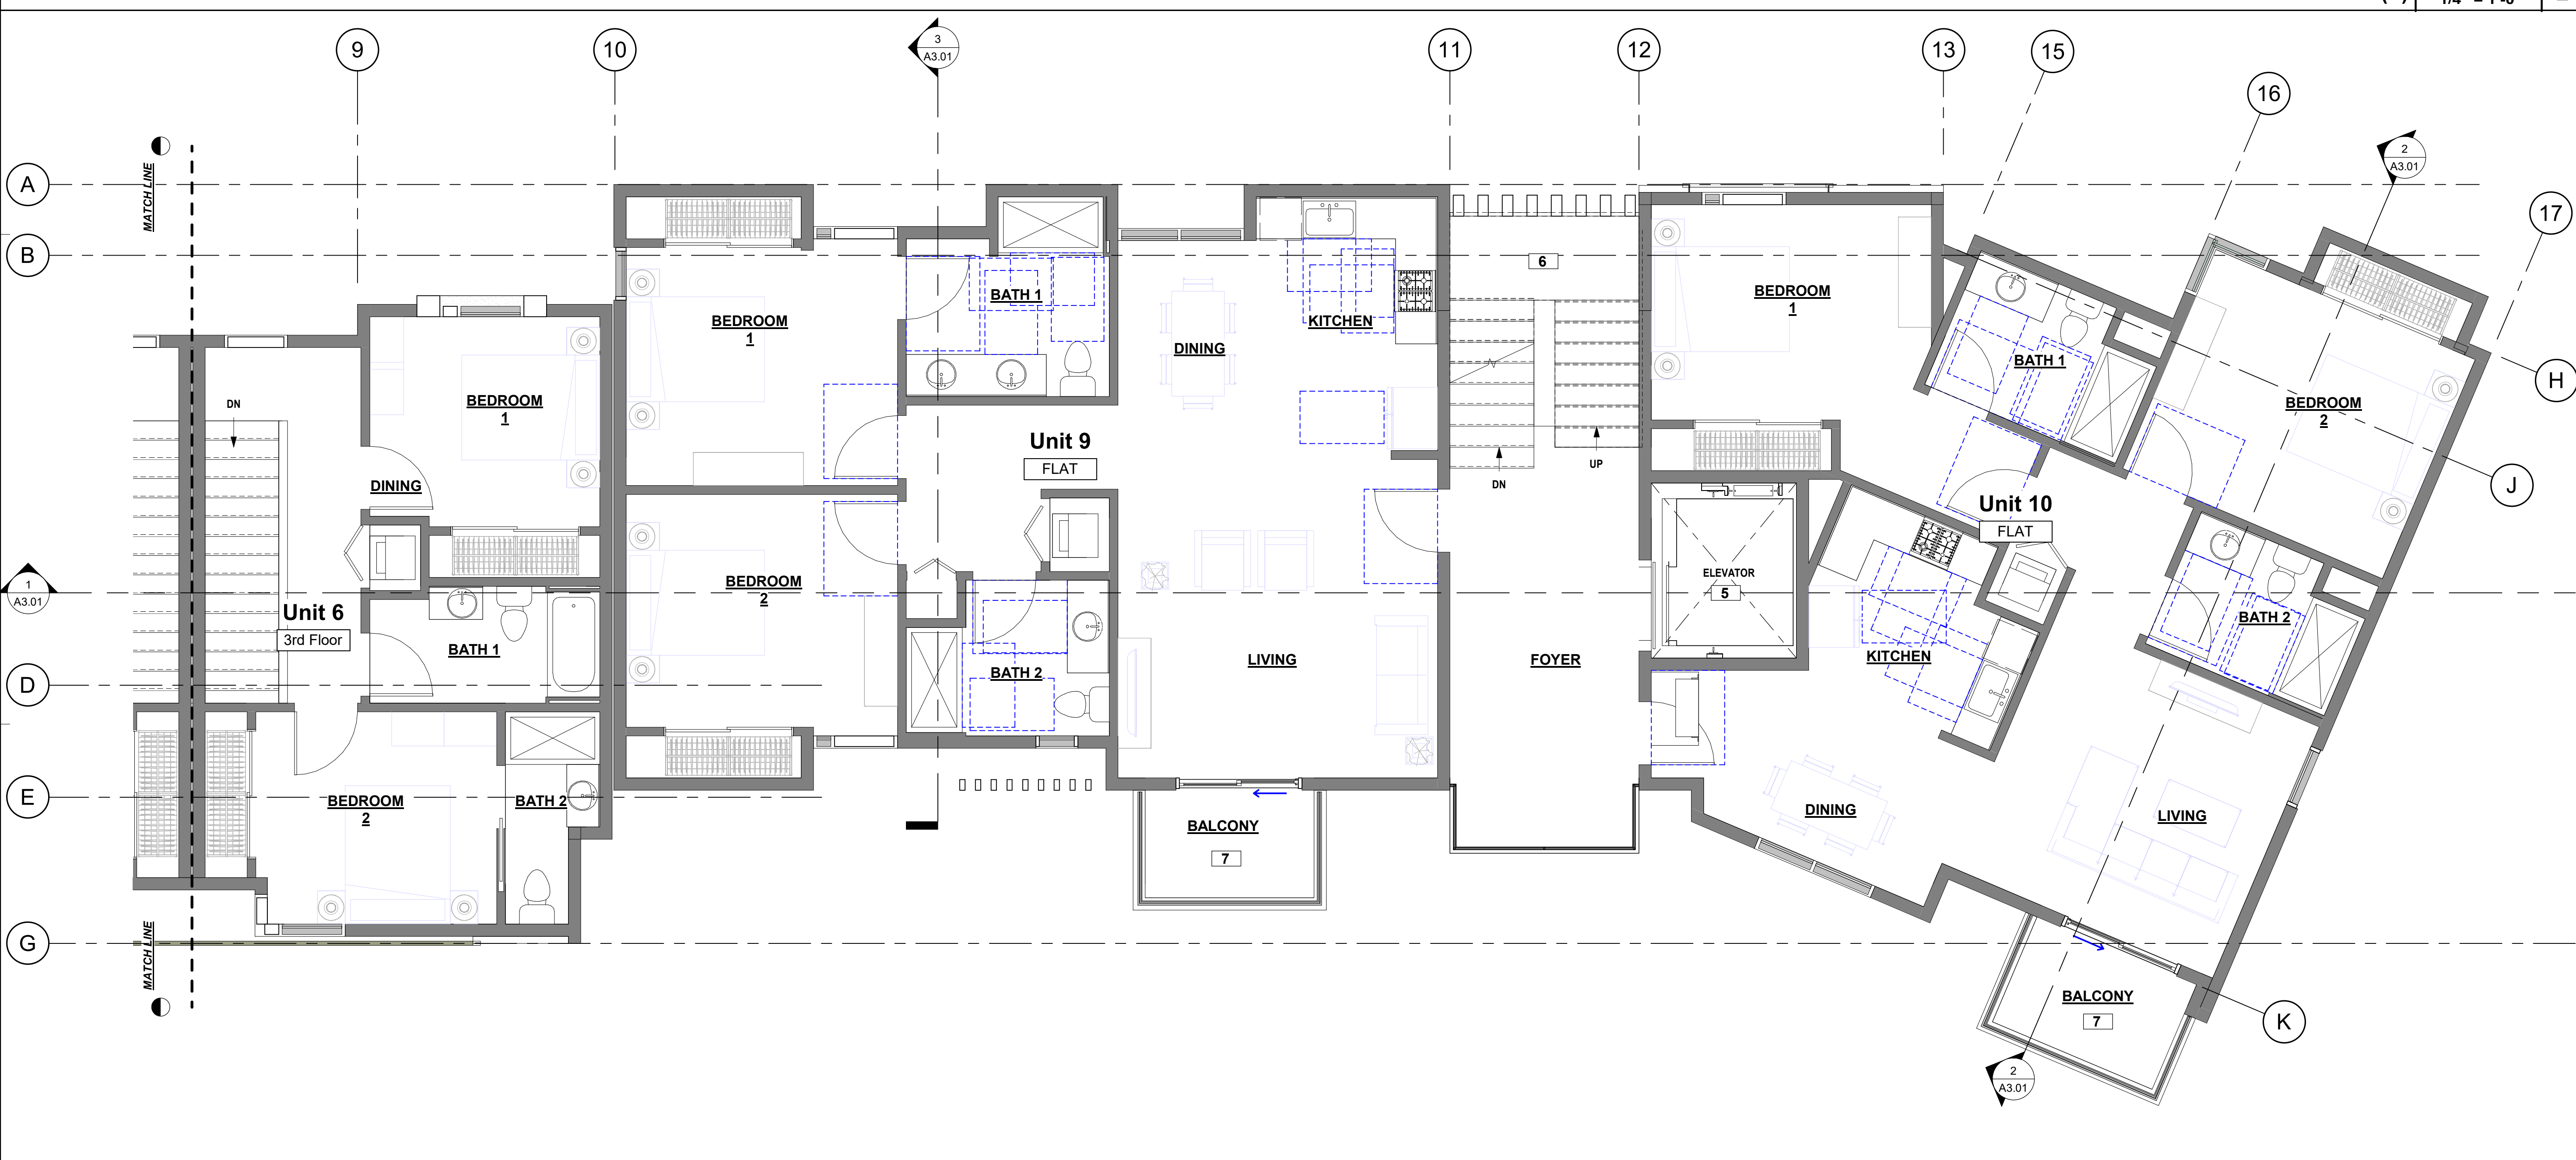 1/4" = 1'-0"
9
10
3
A3.01
11
12
13
15
16
2
A3.01
17
A
B
D
E
G
H
J
K
1
A3.01
MATCH LINE
MATCH LINE
DN
Unit 6
3rd Floor
DINING
BEDROOM
1
BATH 1
BEDROOM
2
BATH 2
BEDROOM
1
BATH 1
Unit 9
FLAT
BEDROOM
2
BATH 2
DINING
KITCHEN
LIVING
BALCONY
7
6
DN
UP
FOYER
ELEVATOR
5
BEDROOM
1
BATH 1
BEDROOM
2
Unit 10
FLAT
KITCHEN
BATH 2
DINING
LIVING
BALCONY
7
2
A3.01